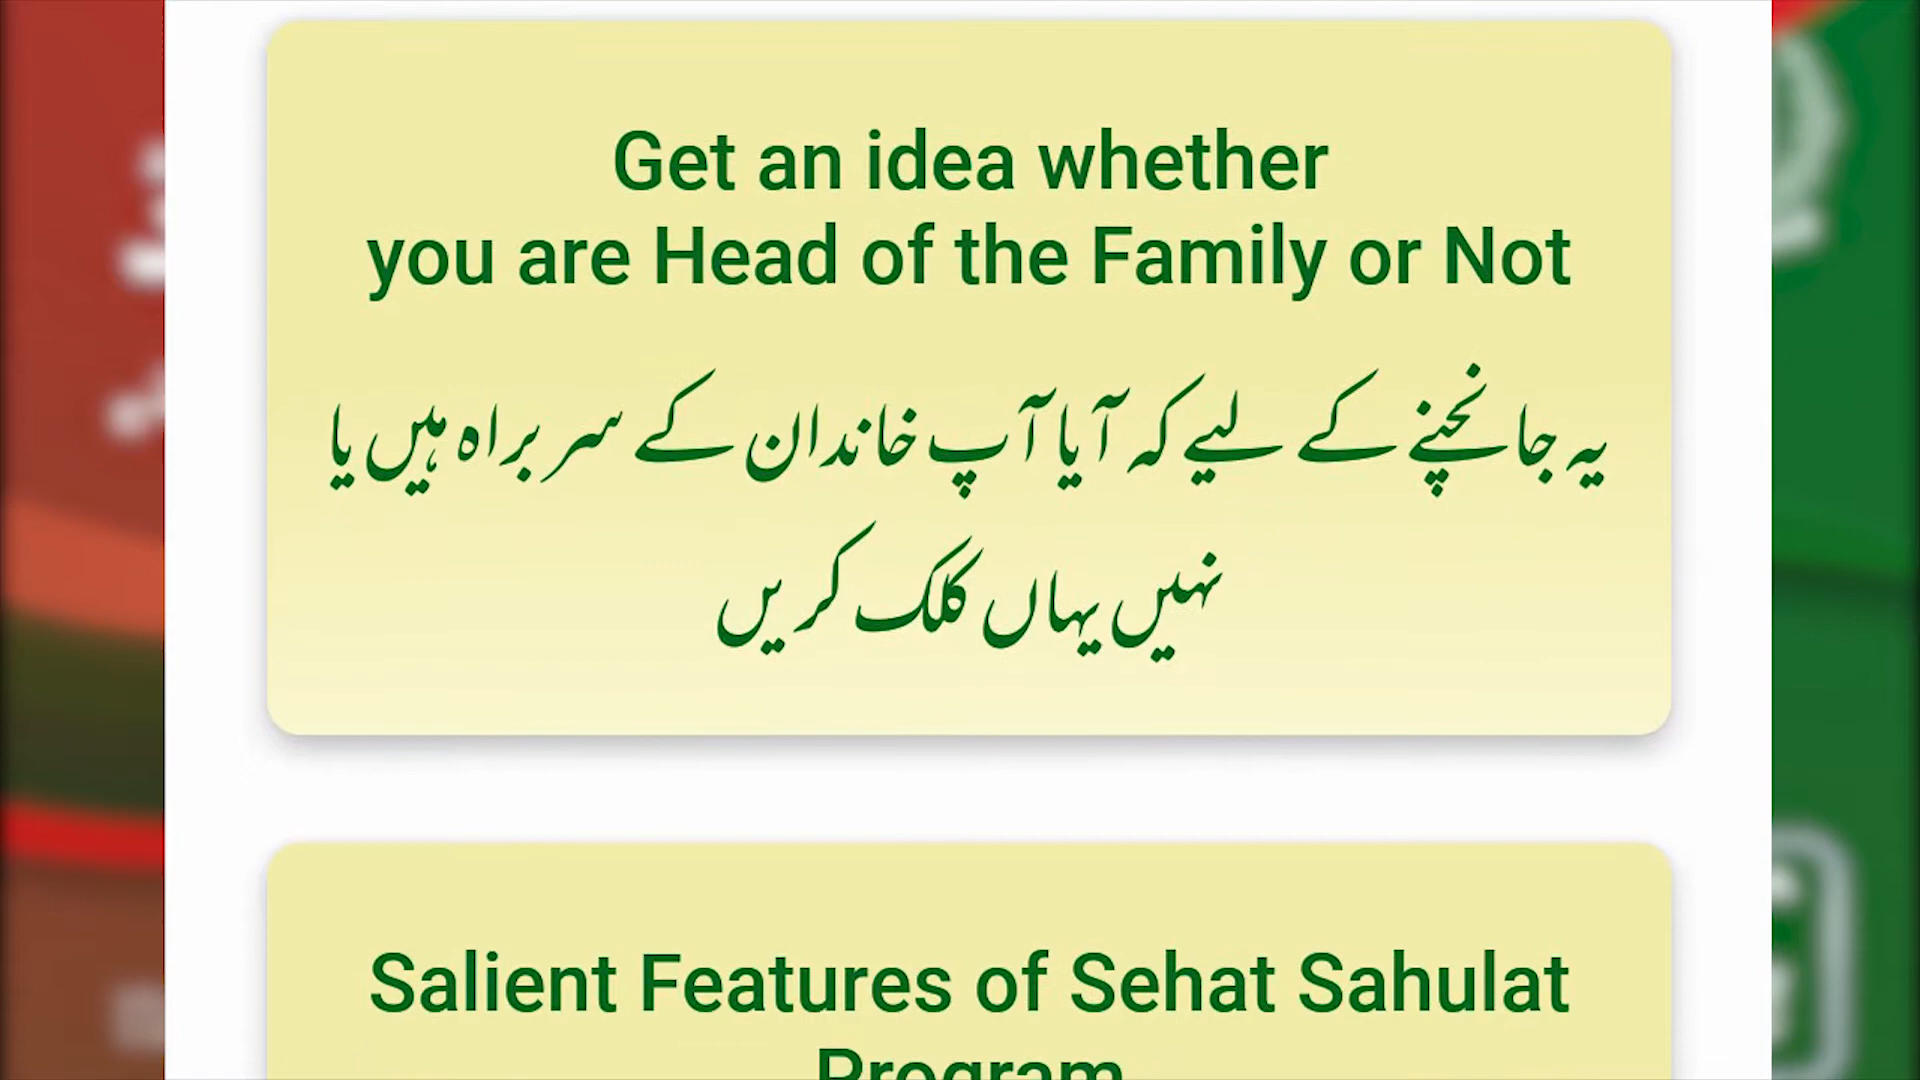 Get an idea whether
you are Head of the Family or Not
یہ جانچنے کے لیے کہ آیا آپ خاندان کے سربراہ ہیں یا
نہیں یہاں کلک کریں
Salient Features of Sehat Sahulat
Program